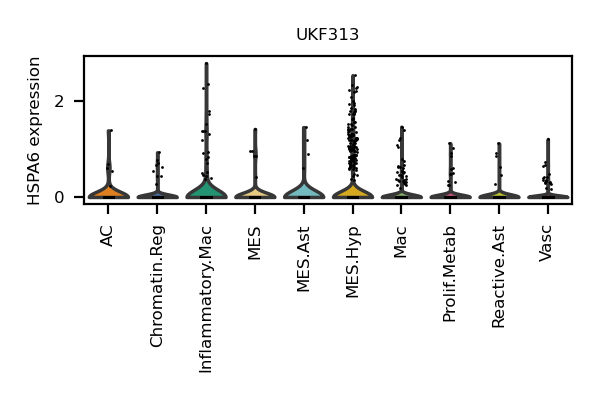 UKF313
HSPA6 expression
2
0
AC
Chromatin.Reg
Inflammatory.Mac
MES
MES.Ast
MES.Hyp
Mac
Prolif.Metab
Reactive.Ast
Vasc